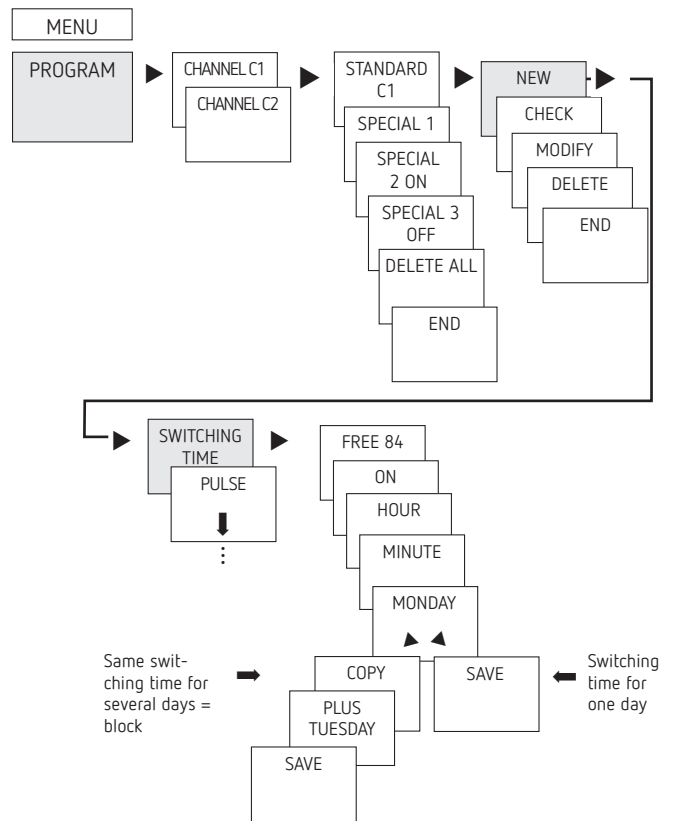 MENU
PROGRAM
CHANNEL C1
CHANNEL C2
STANDARD
C1
SPECIAL 1
SPECIAL
2 ON
SPECIAL 3
OFF
DELETE ALL
END
NEW
CHECK
MODIFY
DELETE
END
SWITCHING
TIME
PULSE
FREE 84
ON
HOUR
MINUTE
MONDAY
Same swit-
ching time for
several days =
block
COPY
PLUS
TUESDAY
SAVE
SAVE
Switching
time for
one day